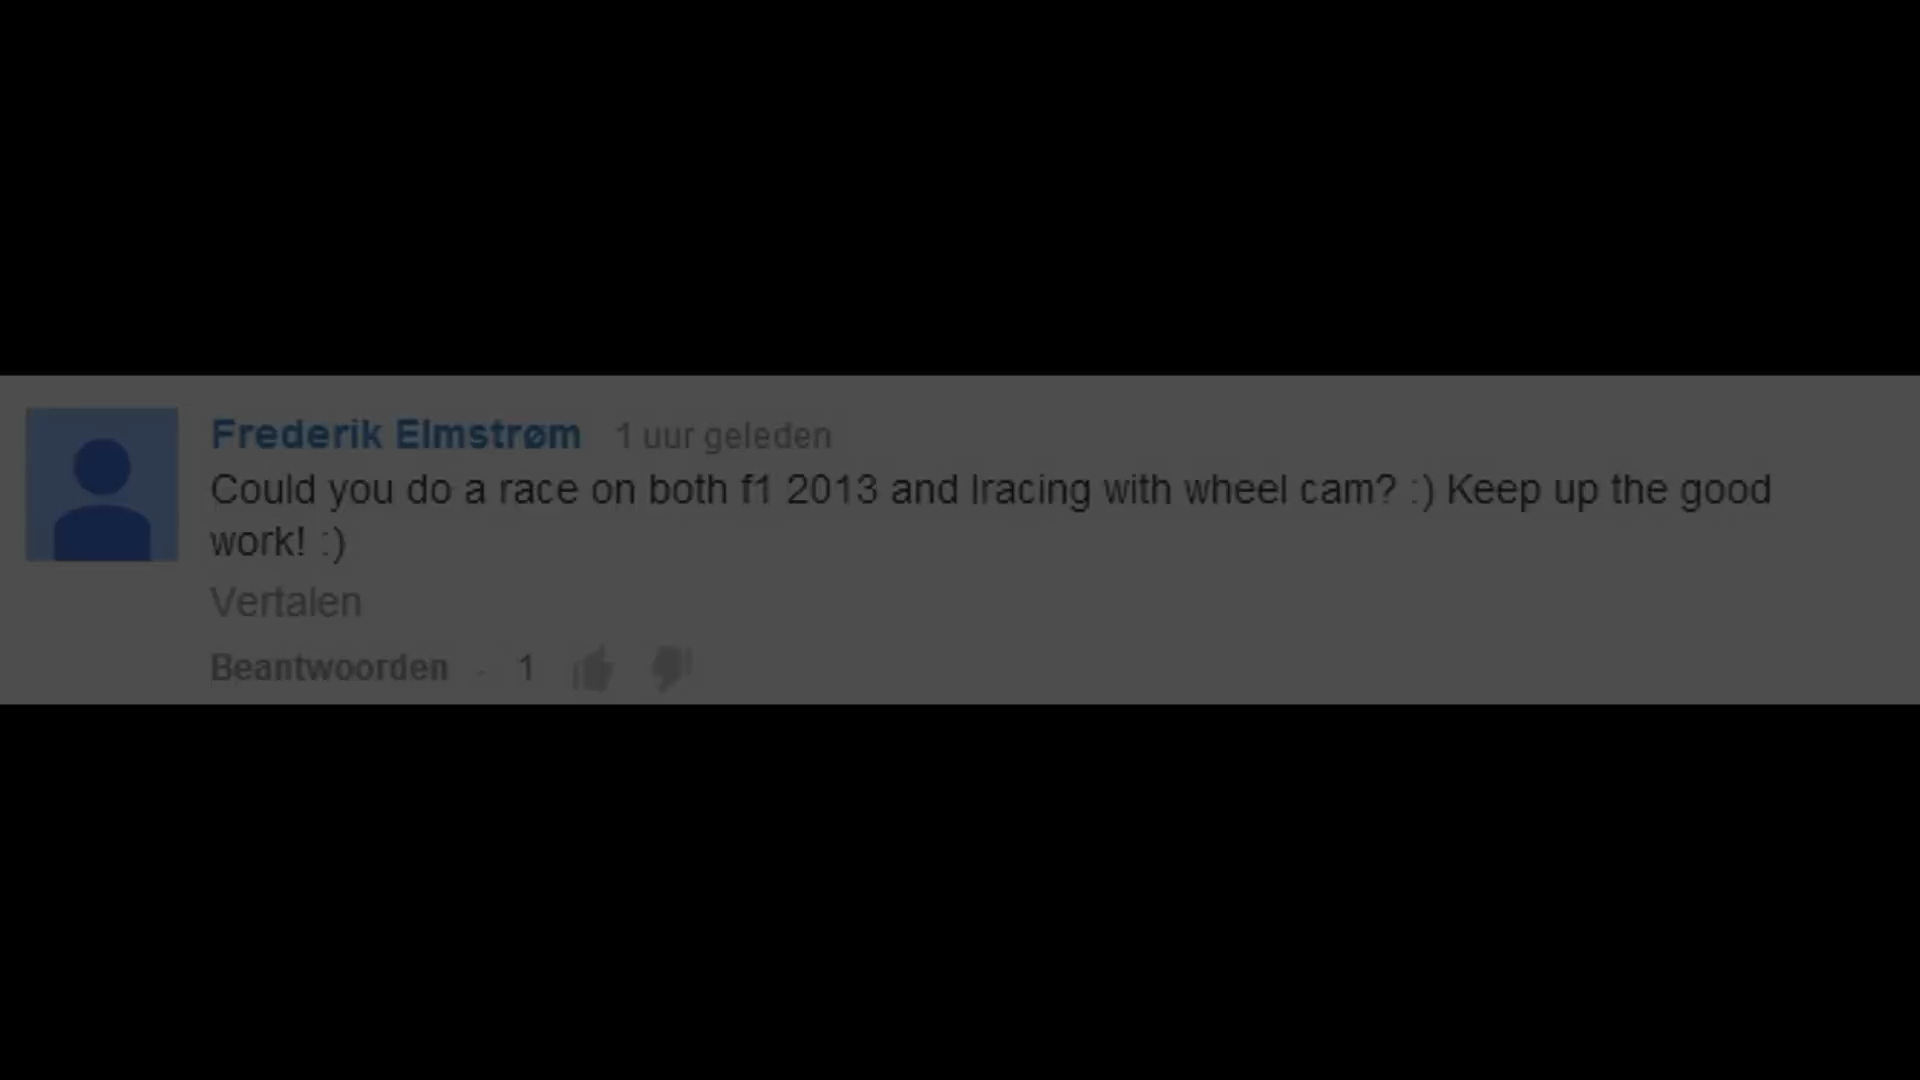 Frederik Elmstrøm 1 uur geleden
Could you do a race on both f1 2013 and Iracing with wheel cam? :) Keep up the good
work! :)
Vertalen
Beantwoorden · 1